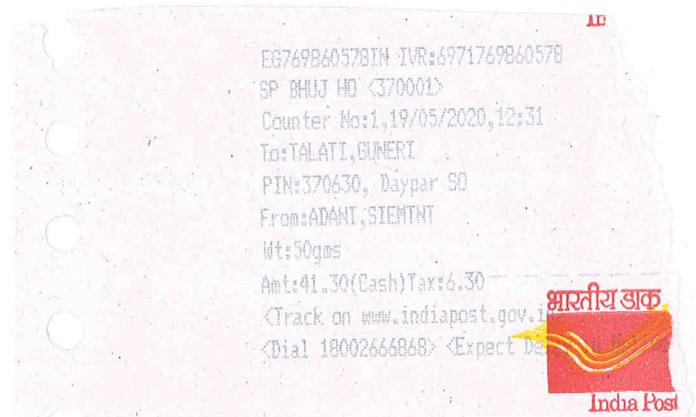 EG769860578IN IVR:6971769860578
SP BHUJ HO <370001>
Counter No:1,19/05/2020,12:31
To:TALATI,GUNERI
PIN:370630, Daypar SO
From:ADANI,SIEMTNT
Wt:50gms
Amt:41.30(Cash)Tax:6.30
भारतीय डाक
<Track on www.indiapost.gov.i
<Dial 18002666868> <Expect De
India Post